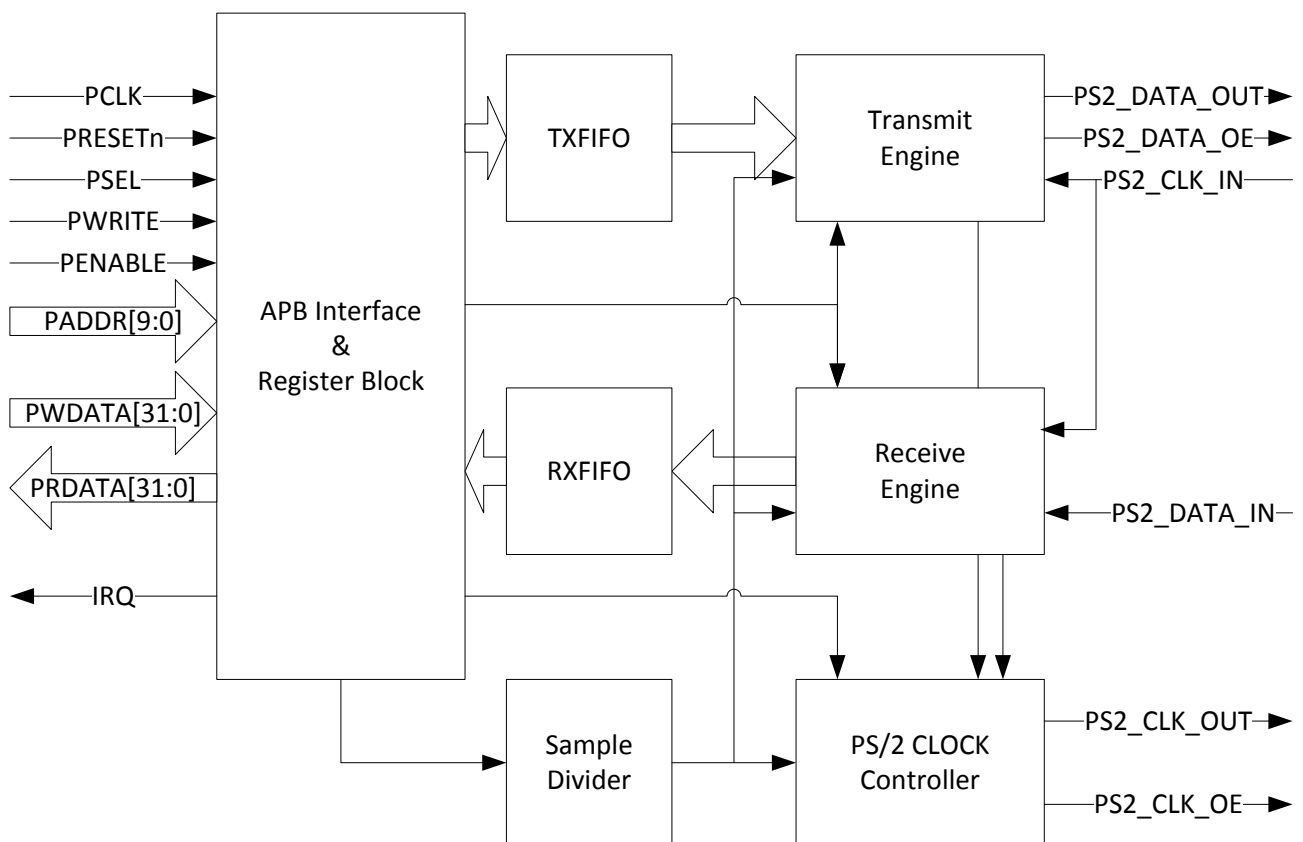 PCLK
PRESETn
PSEL
PWRITE
PENABLE
PADDR[9:0]
PWDATA[31:0]
PRDATA[31:0]
IRQ
APB Interface
&
Register Block
TXFIFO
RXFIFO
Sample
Divider
Transmit
Engine
Receive
Engine
PS/2 CLOCK
Controller
PS2_DATA_OUT
PS2_DATA_OE
PS2_CLK_IN
PS2_DATA_IN
PS2_CLK_OUT
PS2_CLK_OE